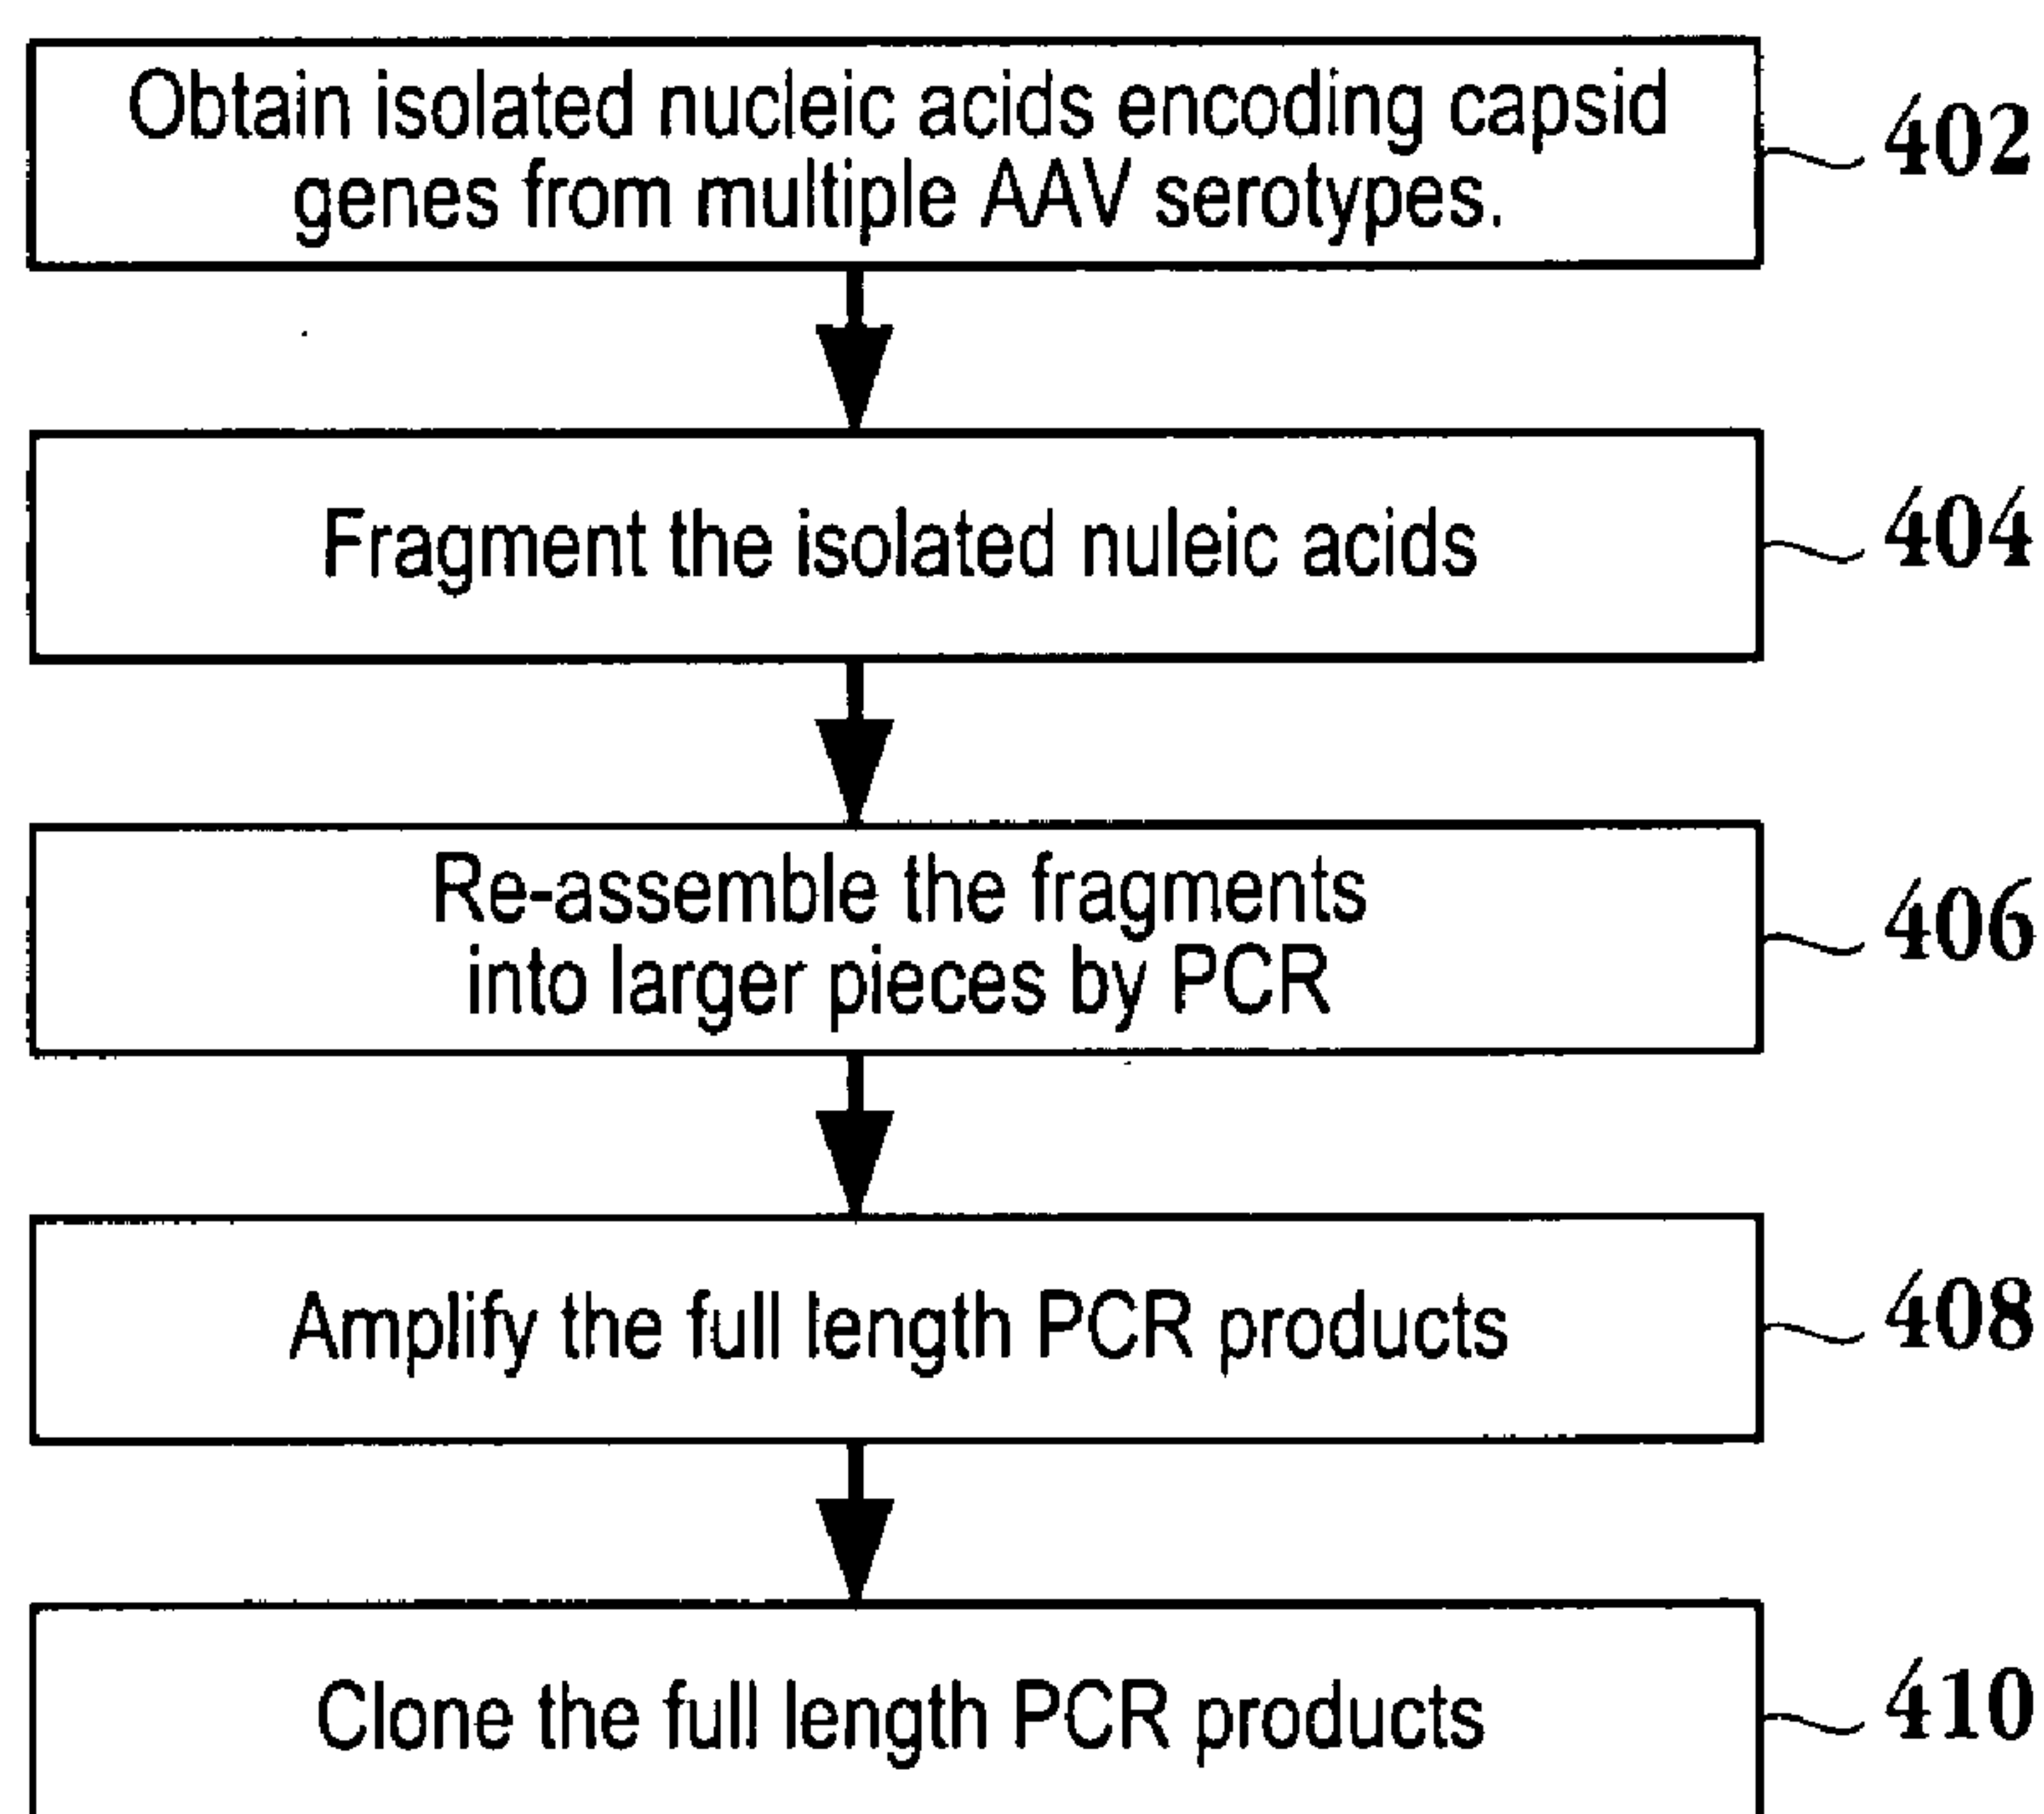 Obtain isolated nucleic acids encoding capsid
genes from multiple AAV serotypes.
402
Fragment the isolated nuleic acids
404
Re-assemble the fragments
into larger pieces by PCR
406
Amplify the full length PCR products
408
Clone the full length PCR products
410